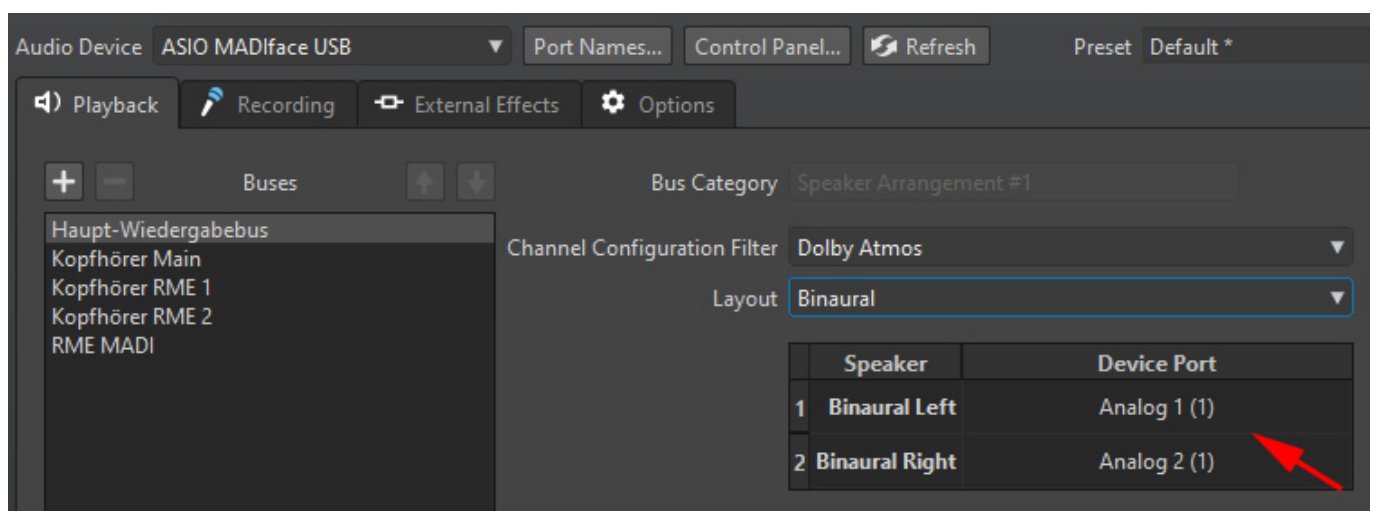 Audio Device ASIO MADIface USB Port Names... Control Panel... Refresh Preset Default *
Playback Recording External Effects Options
Buses
Haupt-Wiedergabebus
Kopfhörer Main
Kopfhörer RME 1
Kopfhörer RME 2
RME MADI
Bus Category Speaker Arrangement #1
Channel Configuration Filter Dolby Atmos
Layout Binaural
Speaker Device Port
1 Binaural Left Analog 1 (1)
2 Binaural Right Analog 2 (1)